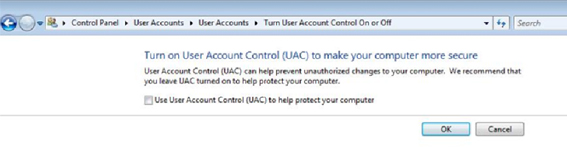 Control Panel ▸ User Accounts ▸ User Accounts ▸ Turn User Account Control On or Off
Search
Turn on User Account Control (UAC) to make your computer more secure
User Account Control (UAC) can help prevent unauthorized changes to your computer. We recommend that
you leave UAC turned on to help protect your computer.
Use User Account Control (UAC) to help protect your computer
OK Cancel